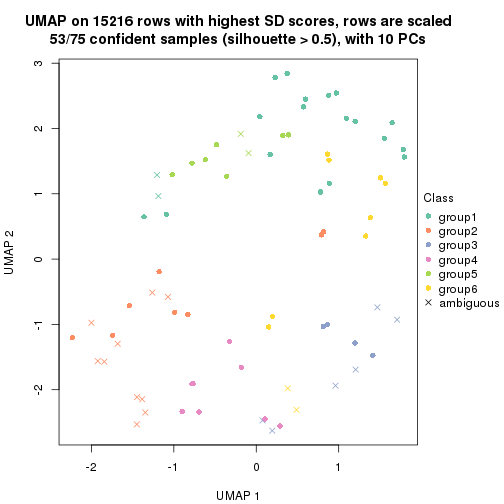 UMAP on 15216 rows with highest SD scores, rows are scaled
53/75 confident samples (silhouette > 0.5), with 10 PCs
3
2
1
0
-1
-2
UMAP 2
-2
-1
0
1
UMAP 1
Class
group1
group2
group3
group4
group5
group6
ambiguous